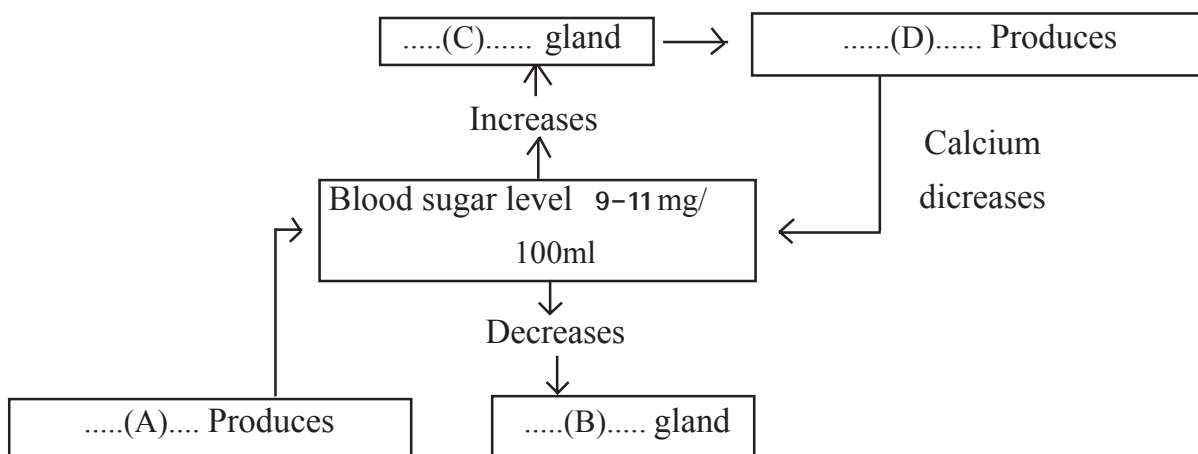 .....(C)...... gland
......(D)...... Produces
Increases
Calcium
dicreases
Blood sugar level 9-11 mg/
100ml
Decreases
.....(A).... Produces
.....(B)..... gland